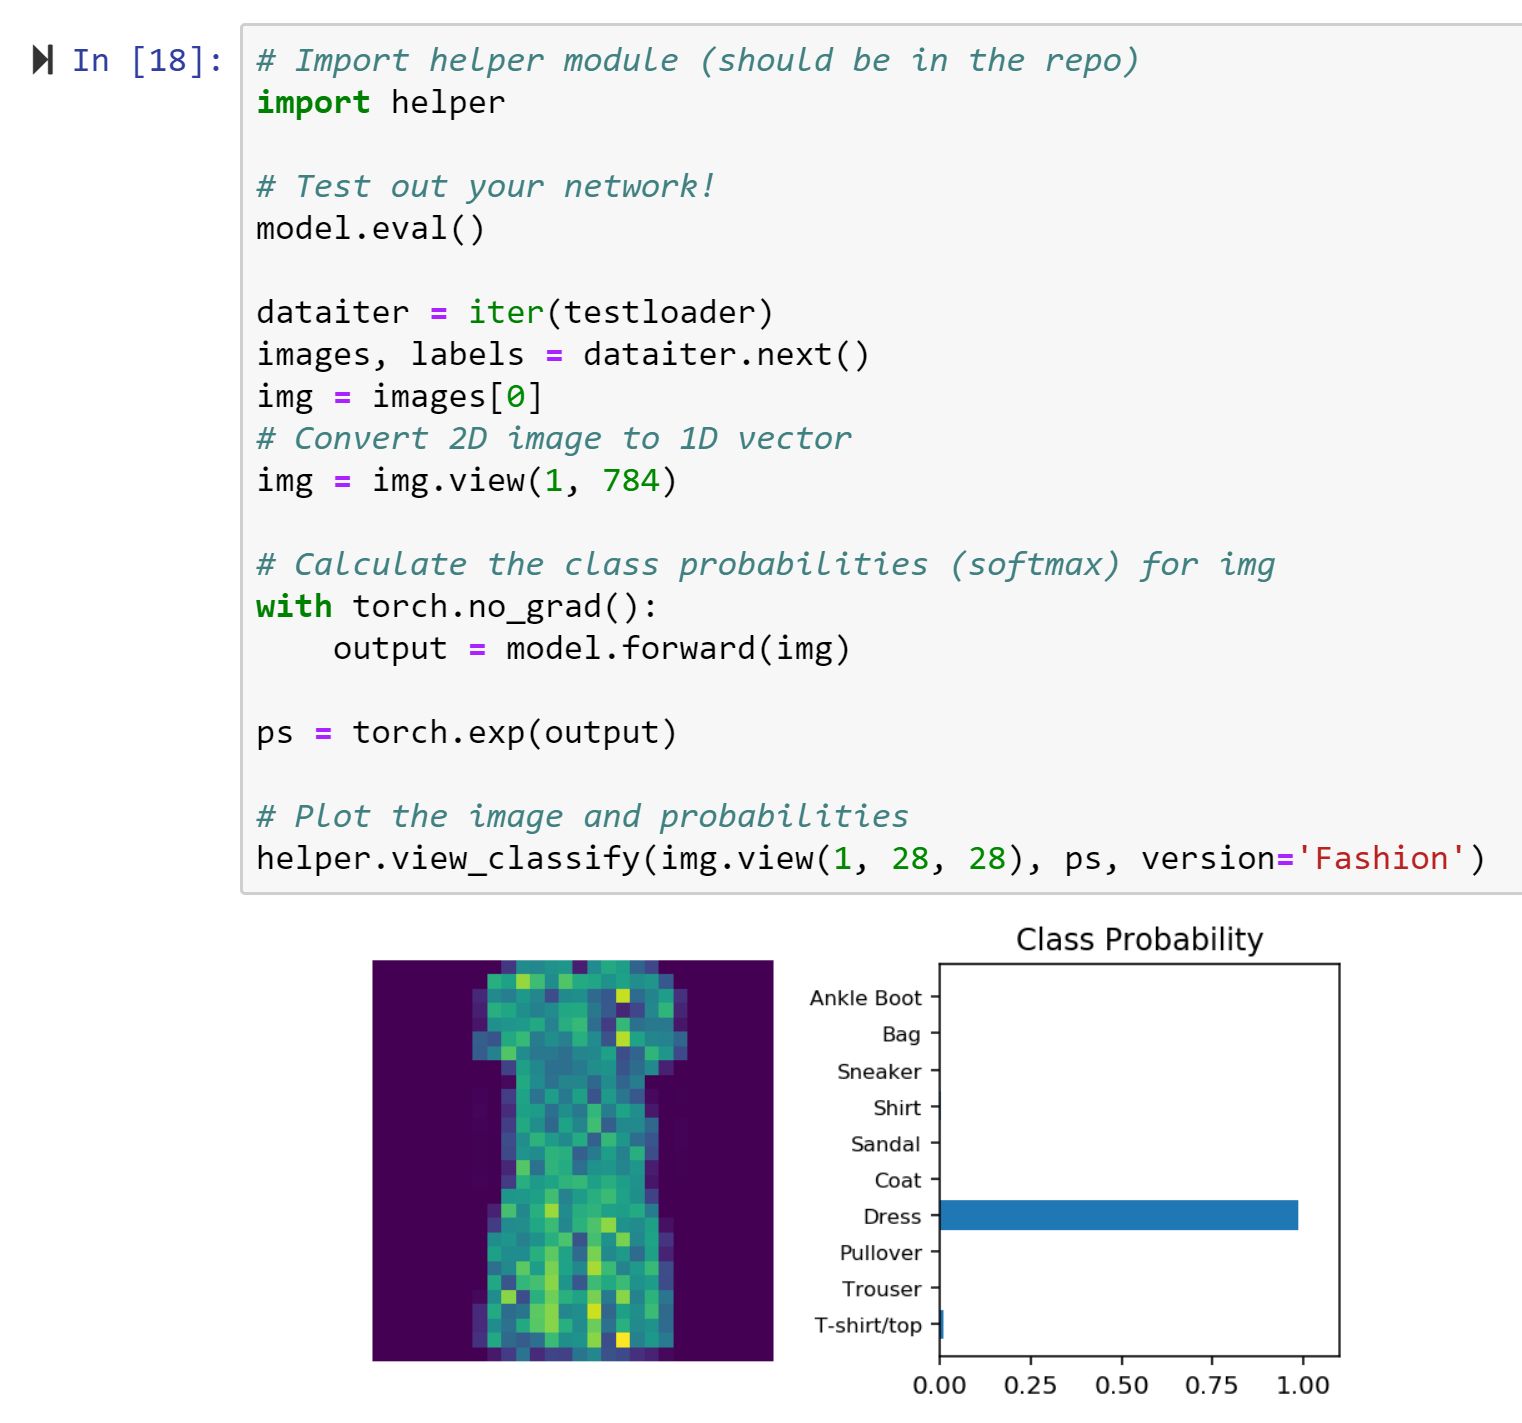 In [18]:
# Import helper module (should be in the repo)
import helper
# Test out your network!
model.eval()
dataiter = iter(testloader)
images, labels = dataiter.next()
img = images[0]
# Convert 2D image to 1D vector
img = img.view(1, 784)
# Calculate the class probabilities (softmax) for img
with torch.no_grad():
    output = model.forward(img)
ps = torch.exp(output)
# Plot the image and probabilities
helper.view_classify(img.view(1, 28, 28), ps, version='Fashion')
Class Probability
Ankle Boot
Bag
Sneaker
Shirt
Sandal
Coat
Dress
Pullover
Trouser
T-shirt/top
0.00 0.25 0.50 0.75 1.00